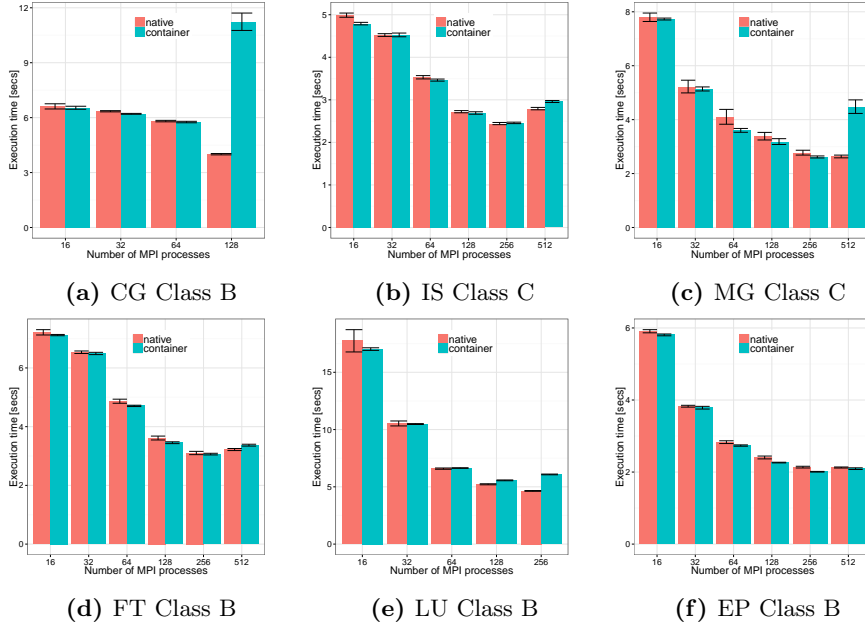 12
9
6
3
0
Execution time [secs]
native
container
16 32 64 128
Number of MPI processes
(a) CG Class B
5
4
3
2
1
0
Execution time [secs]
native
container
16 32 64 128 256 512
Number of MPI processes
(b) IS Class C
8
6
4
2
0
Execution time [secs]
native
container
16 32 64 128 256 512
Number of MPI processes
(c) MG Class C
6
4
2
0
Execution time [secs]
native
container
16 32 64 128 256 512
Number of MPI processes
(d) FT Class B
15
10
5
0
Execution time [secs]
native
container
16 32 64 128 256
Number of MPI processes
(e) LU Class B
6
4
2
0
Execution time [secs]
native
container
16 32 64 128 256 512
Number of MPI processes
(f) EP Class B